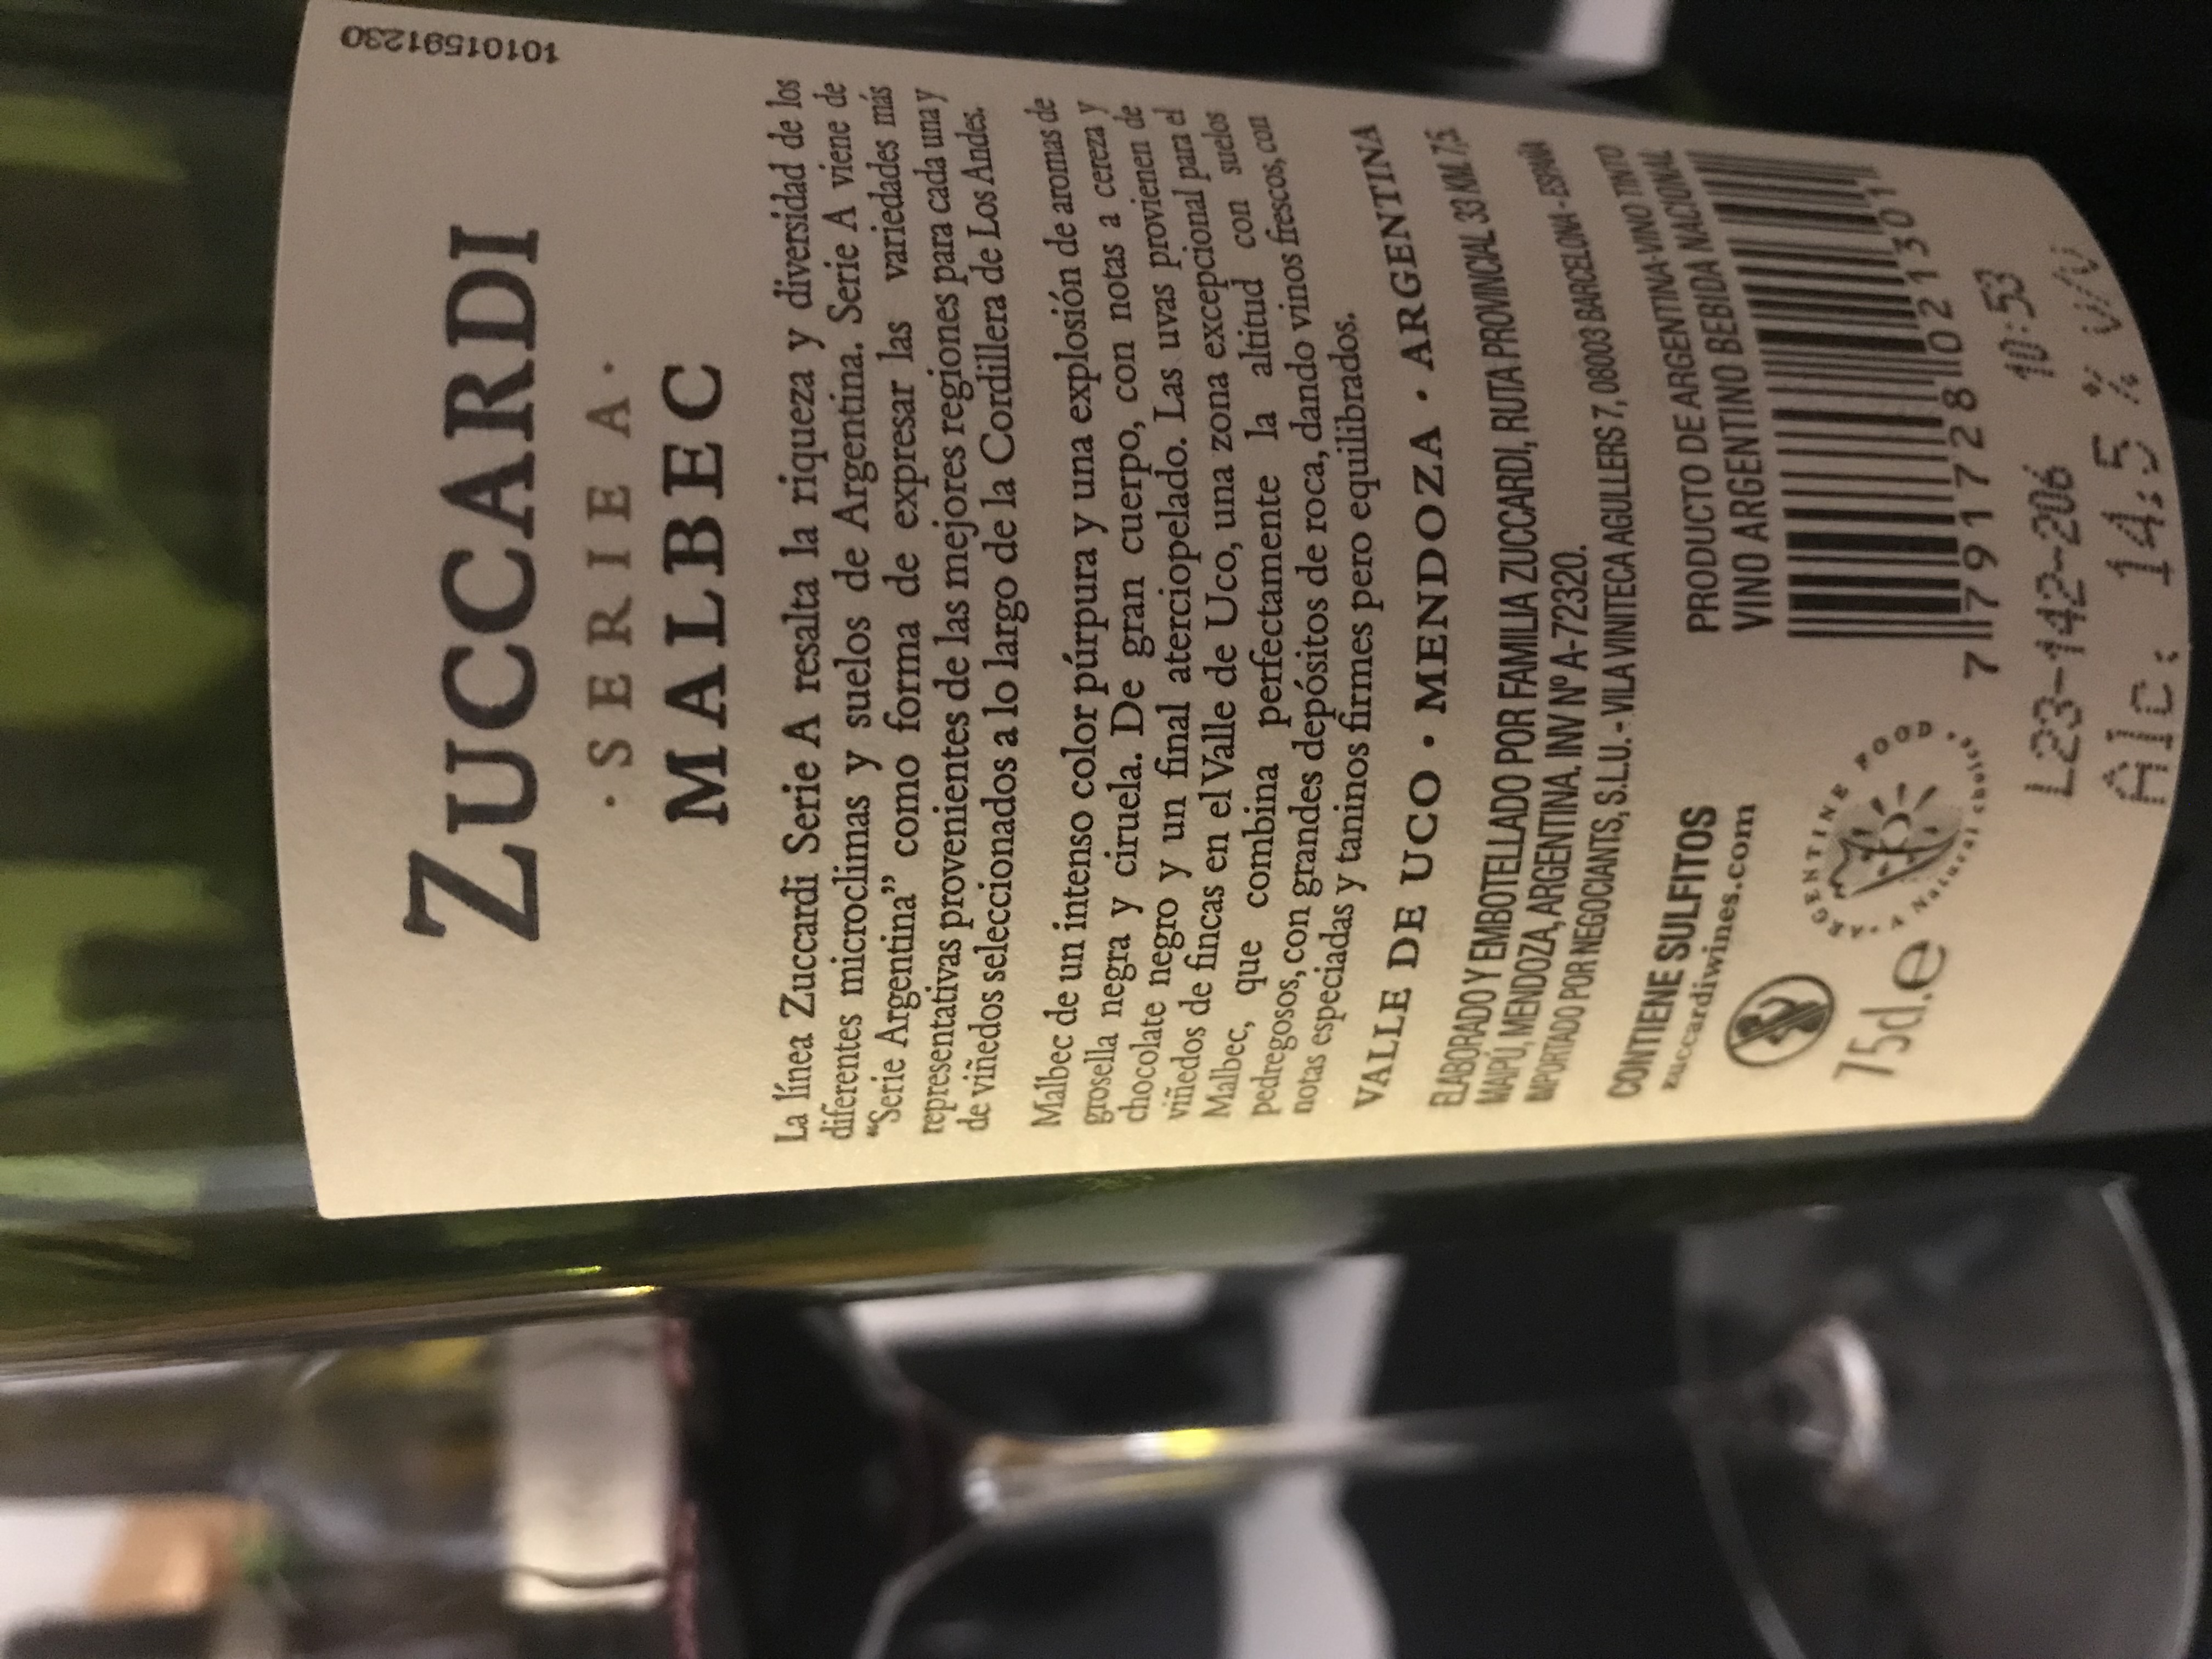 10101591230
ZUCCARDI
· SERIE A ·
MALBEC
La línea Zuccardi Serie A resalta la riqueza y diversidad de los
diferentes microclimas y suelos de Argentina. Serie A viene de
“Serie Argentina” como forma de expresar las variedades más
representativas provenientes de las mejores regiones para cada una y
de viñedos seleccionados a lo largo de la Cordillera de Los Andes.
Malbec de un intenso color púrpura y una explosión de aromas de
grosella negra y ciruela. De gran cuerpo, con notas a cereza y
chocolate negro y un final aterciopelado. Las uvas provienen de
viñedos de fincas en el Valle de Uco, una zona excepcional para el
Malbec, que combina perfectamente la altitud con suelos
pedregosos, con grandes depósitos de roca, dando vinos frescos, con
notas especiadas y taninos firmes pero equilibrados.
VALLE DE UCO · MENDOZA · ARGENTINA
ELABORADO Y EMBOTELLADO POR FAMILIA ZUCCARDI, RUTA PROVINCIAL 33 KM. 7,5
MAIPÚ, MENDOZA, ARGENTINA. INV Nº A-72320.
IMPORTADO POR NEGOCIANTS, S.L.U. - VILA VINITECA AGULLERS 7, 08003 BARCELONA - ESPAÑA
PRODUCTO DE ARGENTINA-VINO TINTO
VINO ARGENTINO BEBIDA NACIONAL
CONTIENE SULFITOS
zuccardiwines.com
ARGENTINE FOOD
A Natural choice
75cl.e
7 791728 021301
L23-142-206 10:53
Alc: 14.5 % V/V